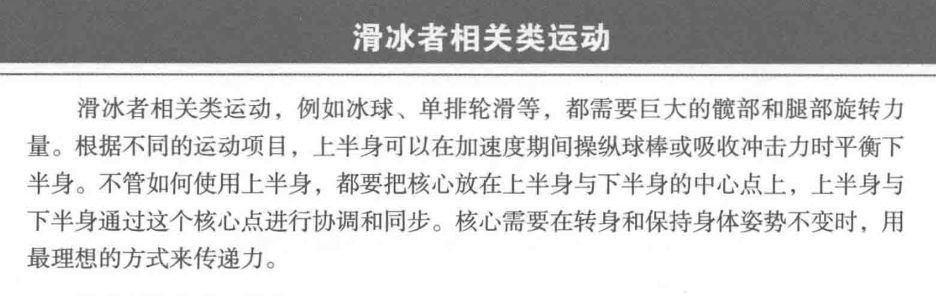 滑冰者相关类运动
滑冰者相关类运动，例如冰球、单排轮滑等，都需要巨大的髋部和腿部旋转力
量。根据不同的运动项目，上半身可以在加速度期间操纵球棒或吸收冲击力时平衡下
半身。不管如何使用上半身，都要把核心放在上半身与下半身的中心点上，上半身与
下半身通过这个核心点进行协调和同步。核心需要在转身和保持身体姿势不变时，用
最理想的方式来传递力。